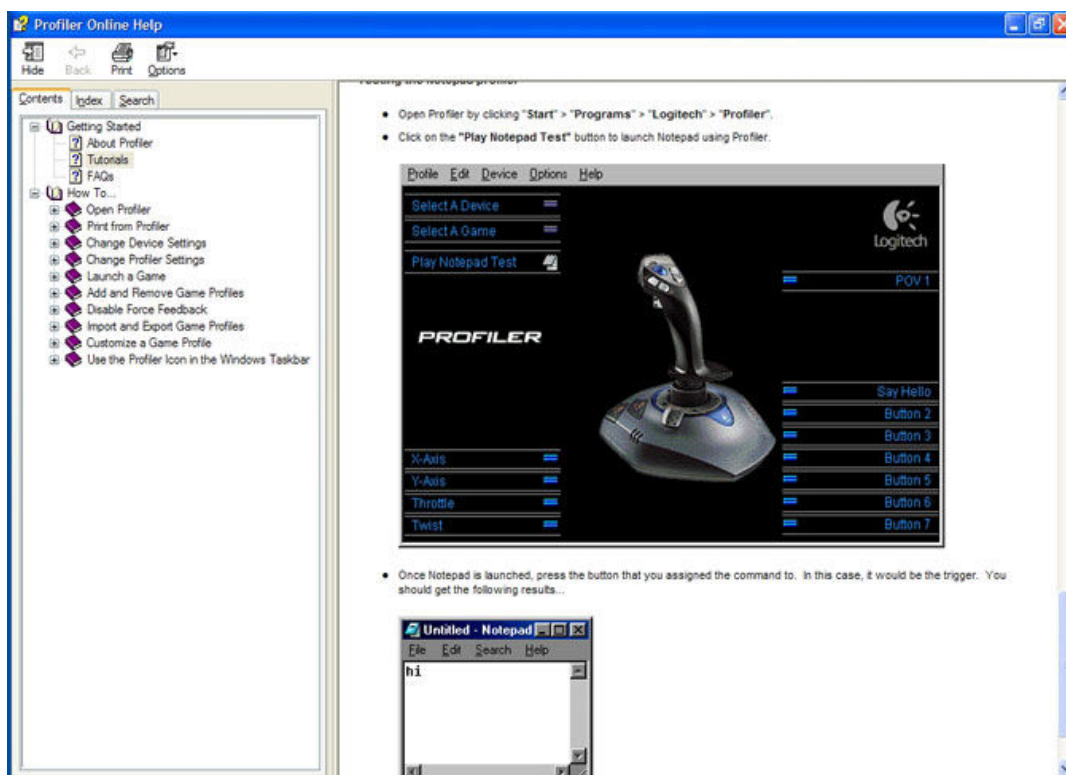 Profiler Online Help
Hide Back Print Options
Contents Index Search
Getting Started
About Profiler
Tutorials
FAQs
How To...
Open Profiler
Print from Profiler
Change Device Settings
Change Profiler Settings
Launch a Game
Add and Remove Game Profiles
Disable Force Feedback
Import and Export Game Profiles
Customize a Game Profile
Use the Profiler Icon in the Windows Taskbar
the Notepad
• Open Profiler by clicking "Start" > "Programs" > "Logitech" > "Profiler".
• Click on the "Play Notepad Test" button to launch Notepad using Profiler.
Profile Edit Device Options Help
Select A Device
Select A Game
Play Notepad Test
Logitech
POV 1
PROFILER
Say Hello
Button 2
Button 3
X-Axis Button 4
Y-Axis Button 5
Throttle Button 6
Twist Button 7
• Once Notepad is launched, press the button that you assigned the command to. In this case, it would be the trigger. You
should get the following results...
Untitled - Notepad
File Edit Search Help
hi